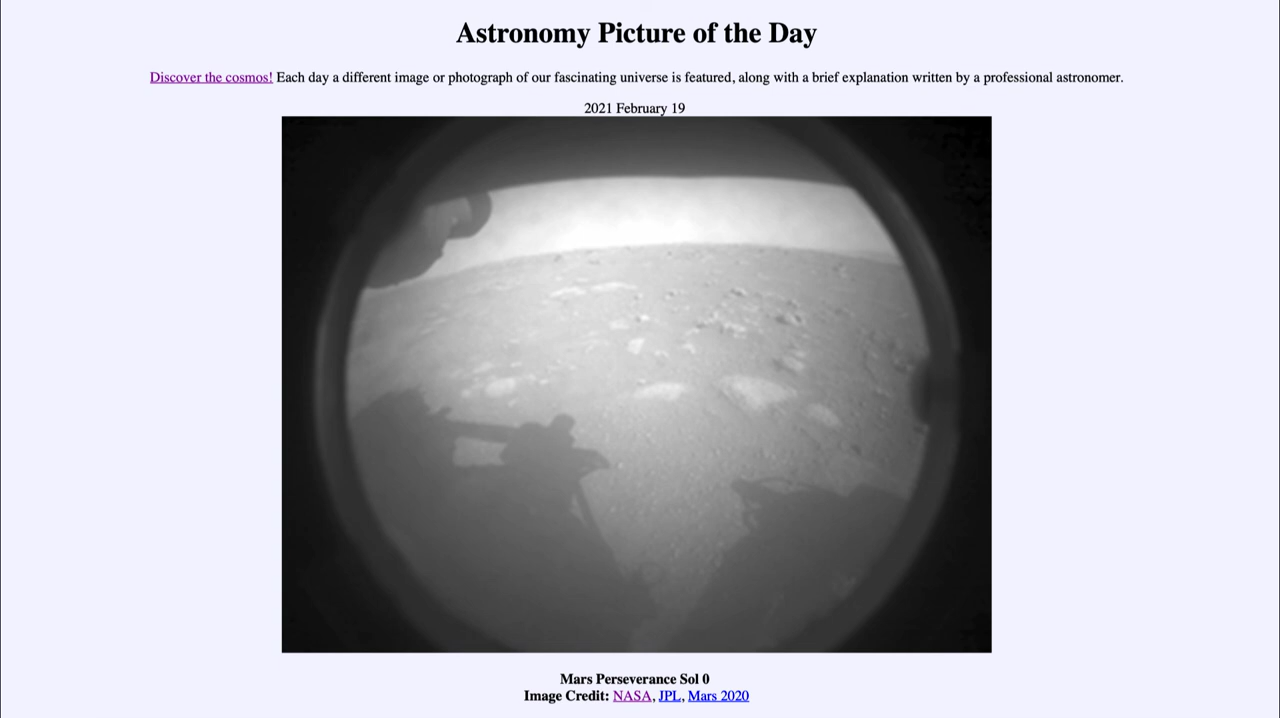 Astronomy Picture of the Day
Discover the cosmos! Each day a different image or photograph of our fascinating universe is featured, along with a brief explanation written by a professional astronomer.
2021 February 19
Mars Perseverance Sol 0
Image Credit: NASA, JPL, Mars 2020